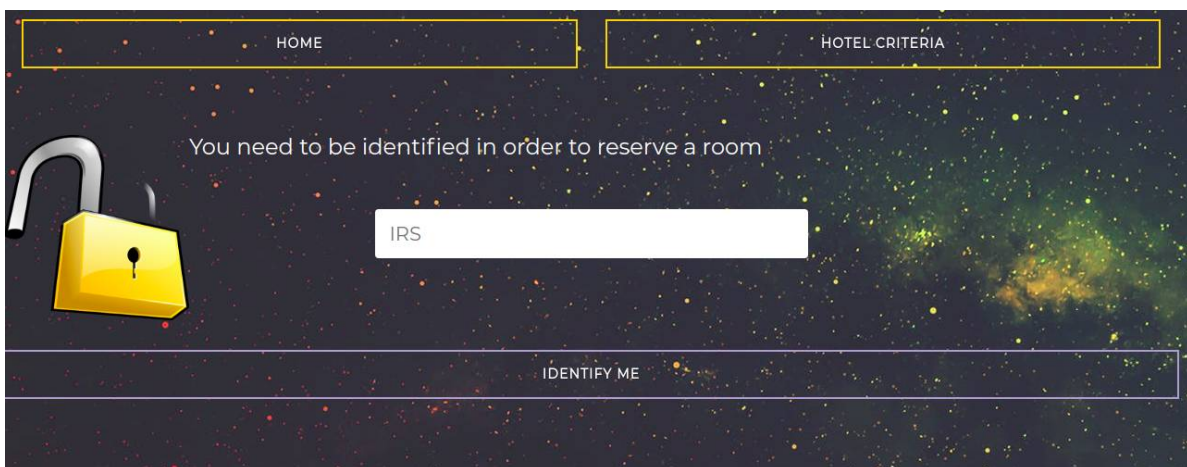 HOME
HOTEL CRITERIA
You need to be identified in order to reserve a room
IRS
IDENTIFY ME